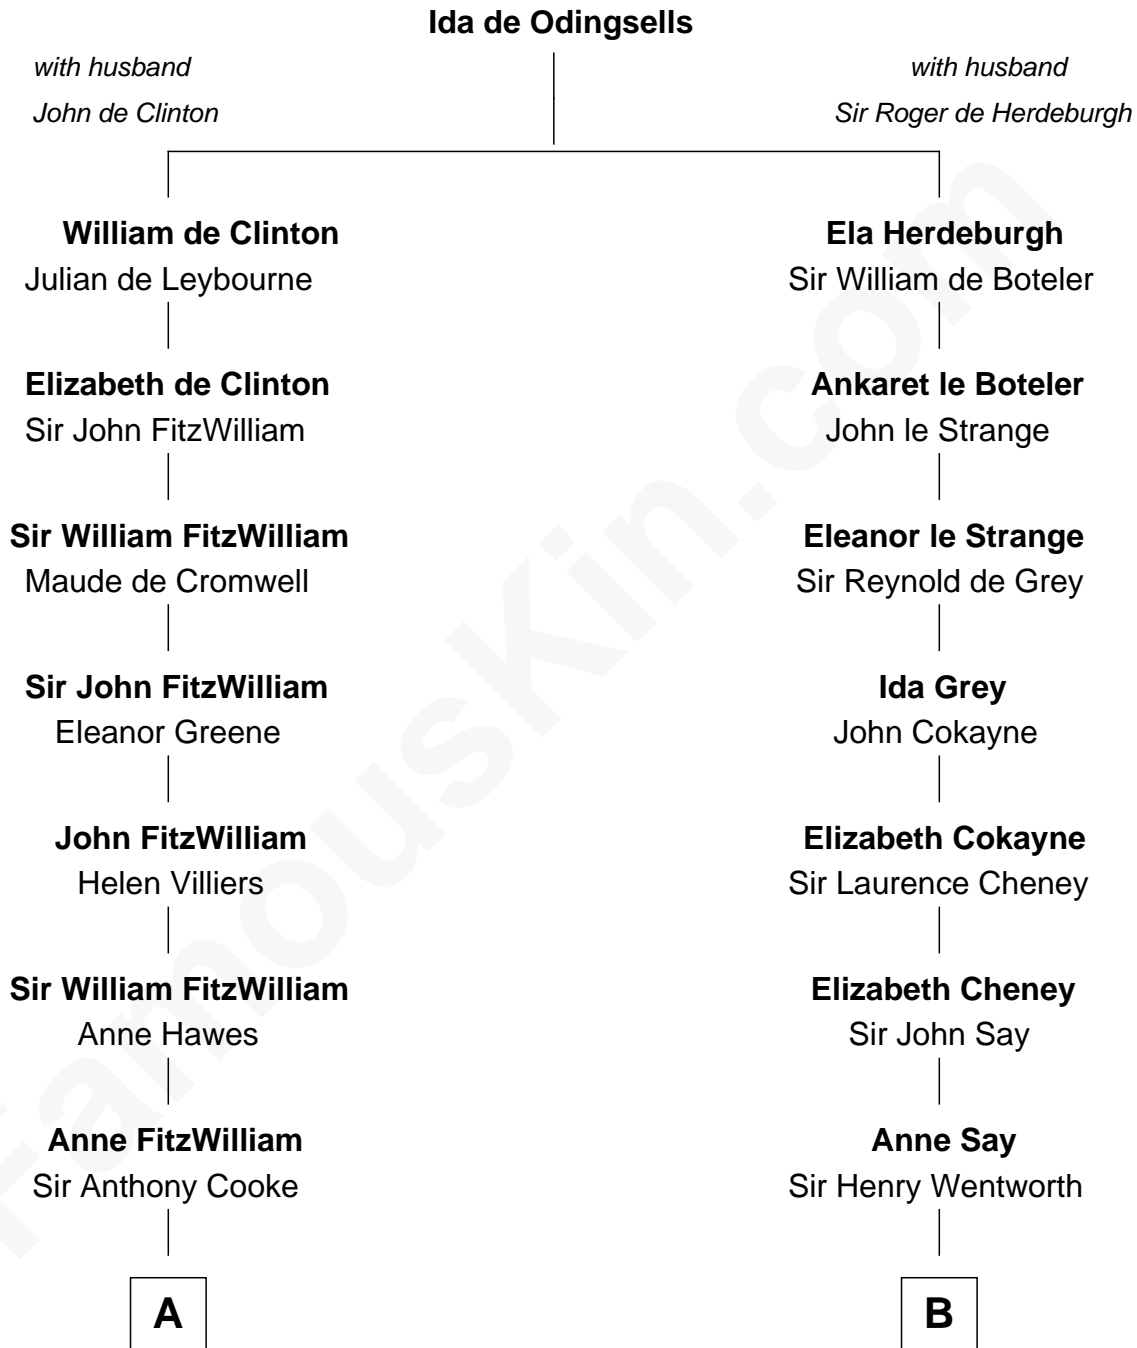 Ida de Odingsells
with husband
John de Clinton
with husband
Sir Roger de Herdeburgh
William de Clinton
Julian de Leybourne
Ela Herdeburgh
Sir William de Boteler
Elizabeth de Clinton
Sir John FitzWilliam
Ankaret le Boteler
John le Strange
Sir William FitzWilliam
Maude de Cromwell
Eleanor le Strange
Sir Reynold de Grey
Sir John FitzWilliam
Eleanor Greene
Ida Grey
John Cokayne
John FitzWilliam
Helen Villiers
Elizabeth Cokayne
Sir Laurence Cheney
Sir William FitzWilliam
Anne Hawes
Elizabeth Cheney
Sir John Say
Anne FitzWilliam
Sir Anthony Cooke
Anne Say
Sir Henry Wentworth
A
B
FamousKin.com